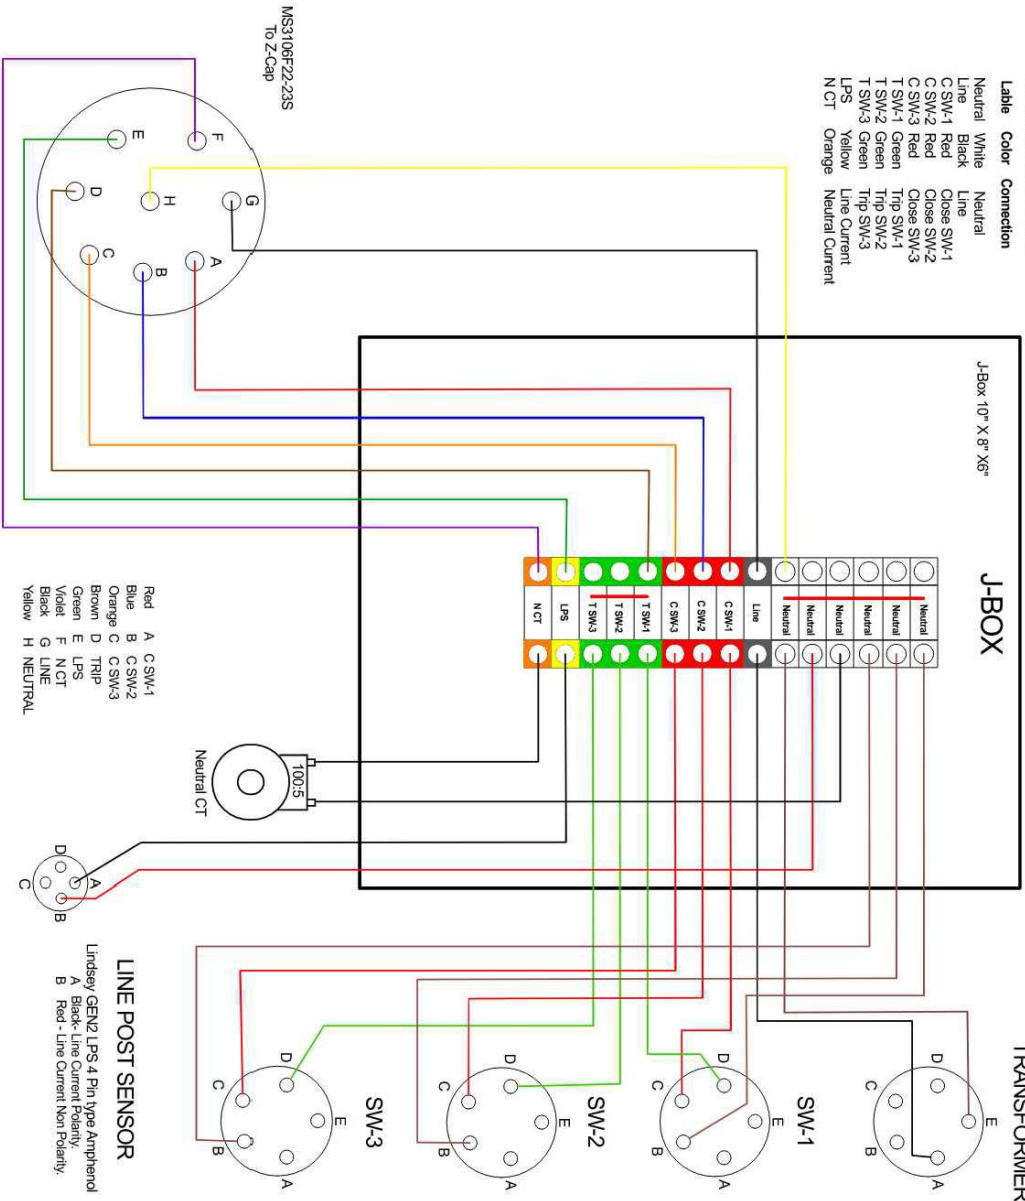 Lable Color Connection
Neutral White Neutral
Line Black Line
C SW-1 Red Close SW-1
C SW-2 Red Close SW-2
C SW-3 Red Close SW-3
T SW-1 Green Trip SW-1
T SW-2 Green Trip SW-2
T SW-3 Green Trip SW-3
LPS Yellow Line Current
N CT Orange Neutral Current
J-Box 10" X 8" X6"
J-BOX
TRANSFORMER
A
E
D
C
B
Neutral
Neutral
Neutral
Neutral
Neutral
Neutral
Line
C SW-1
C SW-2
C SW-3
T SW-1
T SW-2
T SW-3
LPS
N CT
SW-1
A
E
D
C
B
SW-2
A
E
D
C
B
SW-3
A
E
D
C
B
MS3106F22-23S
To Z-Cap
A
B
C
D
E
F
G
H
Red A C SW-1
Blue B C SW-2
Orange C C SW-3
Brown D TRIP
Green E LPS
Violet F N CT
Black G LINE
Yellow H NEUTRAL
100:5
Neutral CT
A
B
C
D
LINE POST SENSOR
Lindsey GEN2 LPS 4 Pin type Amphenol
A Black- Line Current Polarity.
B Red - Line Current Non Polarity.